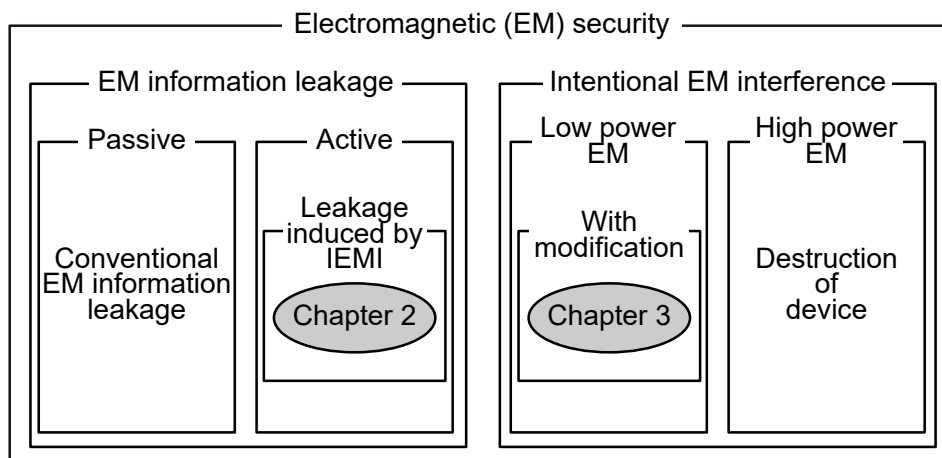 Electromagnetic (EM) security
EM information leakage
Passive
Conventional
EM information
leakage
Active
Leakage
induced by
IEMI
Chapter 2
Intentional EM interference
Low power
EM
With
modification
Chapter 3
High power
EM
Destruction
of
device